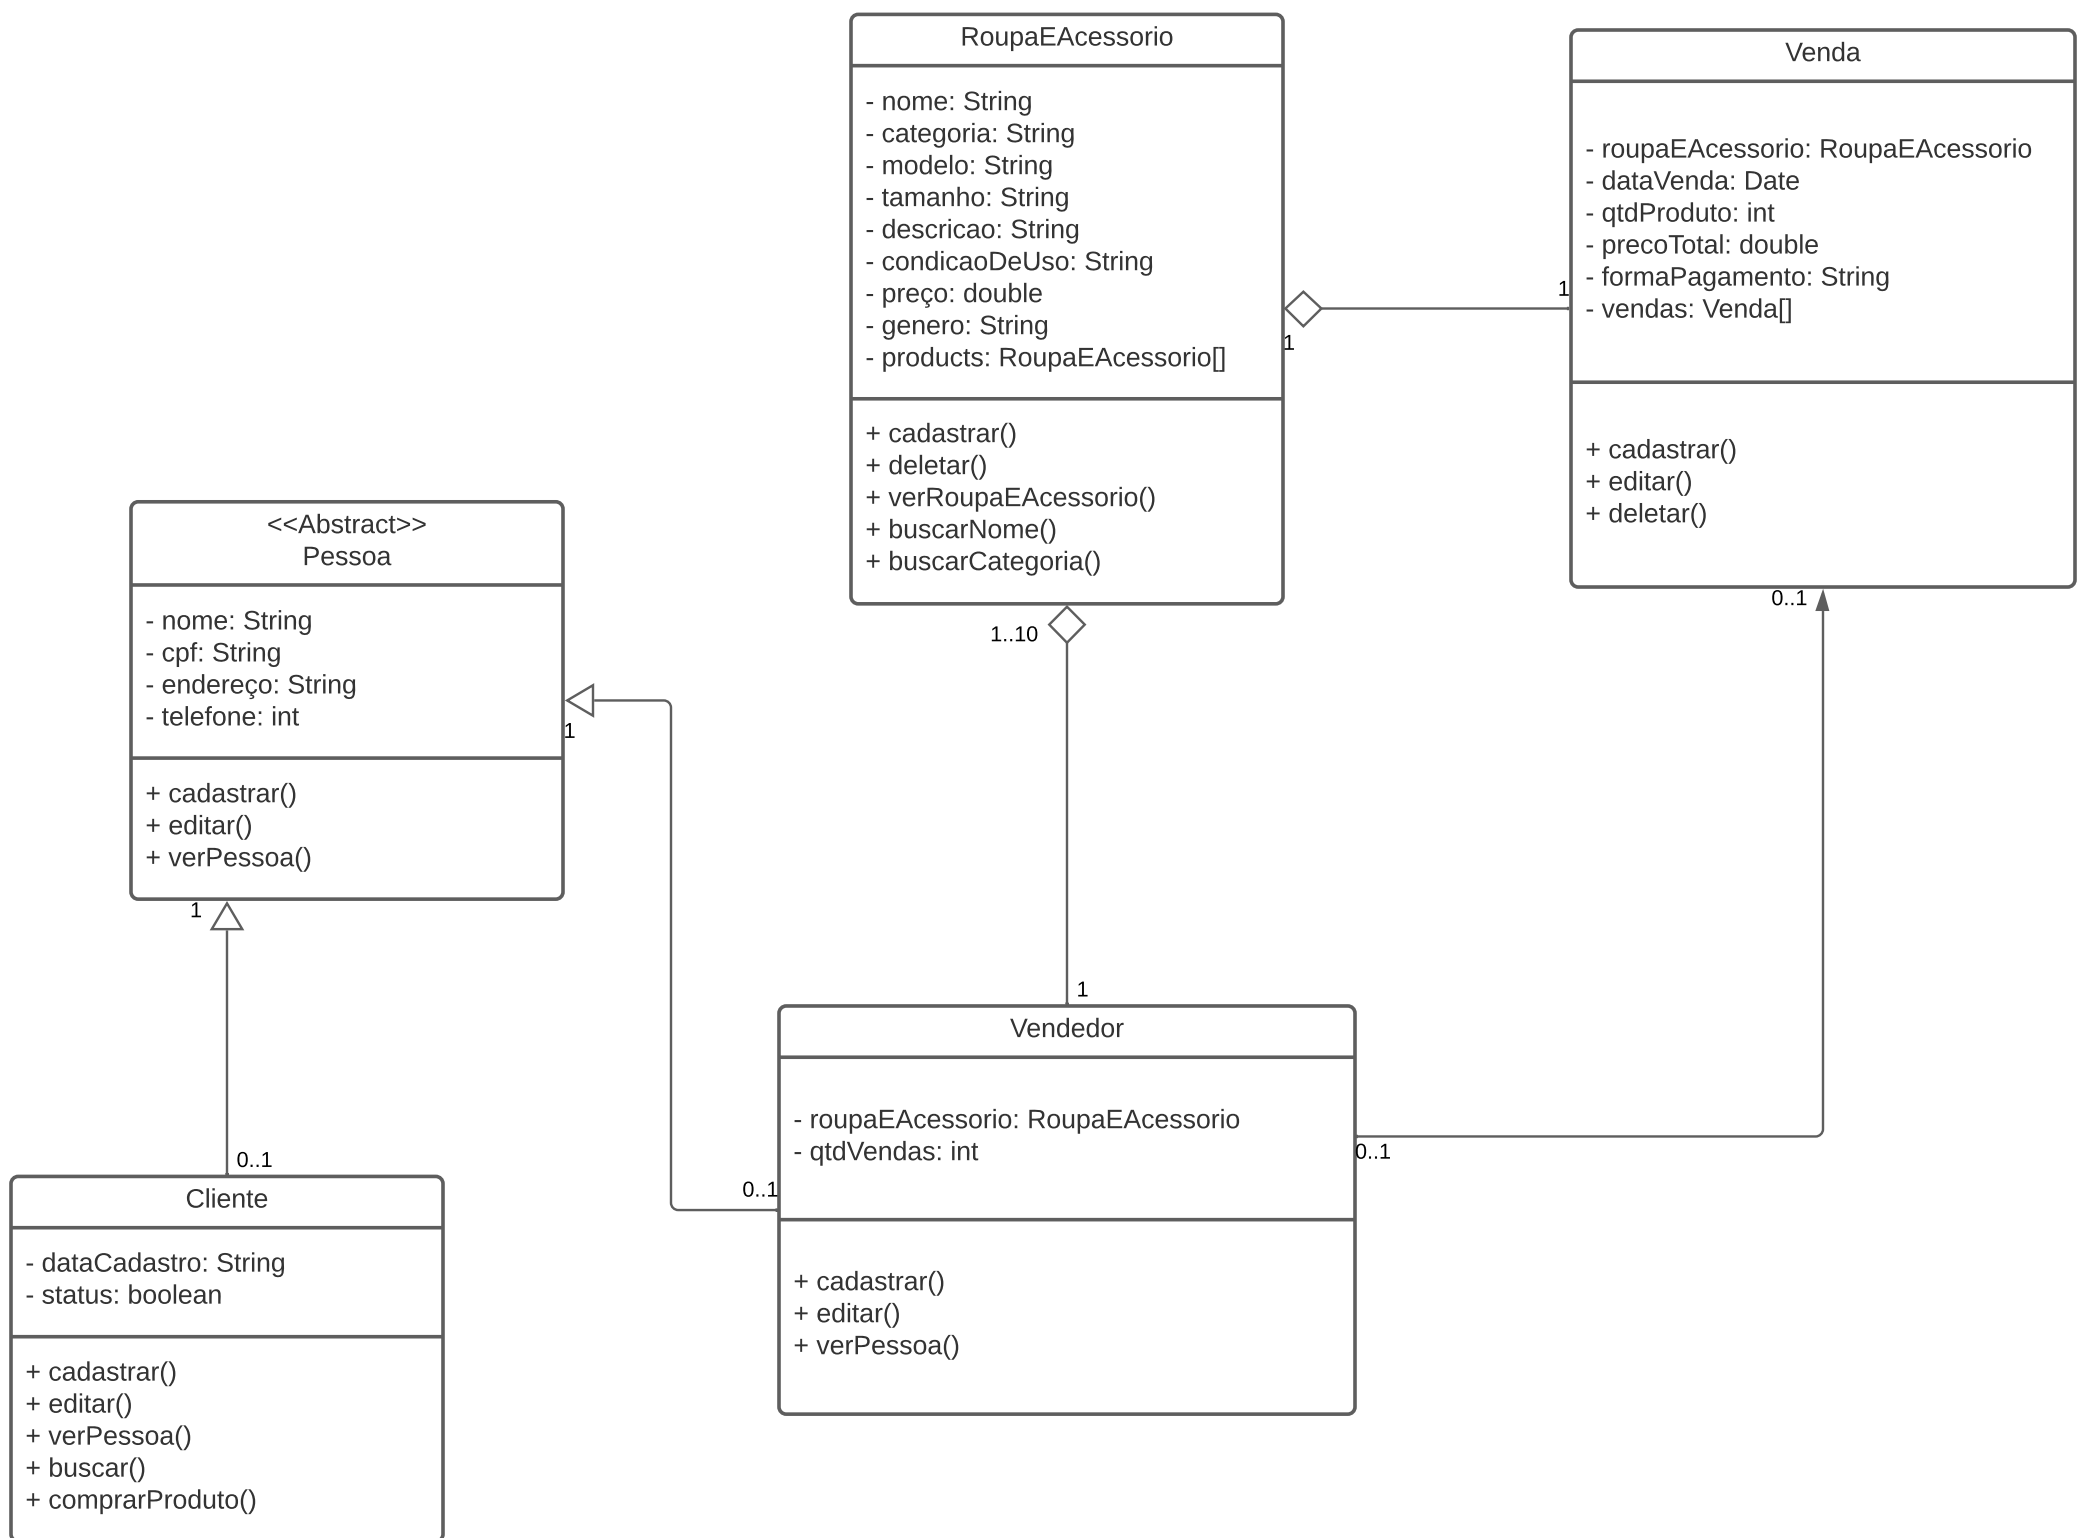 RoupaEAcessorio
- nome: String
- categoria: String
- modelo: String
- tamanho: String
- descricao: String
- condicaoDeUso: String
- preço: double
- genero: String
- products: RoupaEAcessorio[]
+ cadastrar()
+ deletar()
+ verRoupaEAcessorio()
+ buscarNome()
+ buscarCategoria()
Venda
- roupaEAcessorio: RoupaEAcessorio
- dataVenda: Date
- qtdProduto: int
- precoTotal: double
- formaPagamento: String
- vendas: Venda[]
+ cadastrar()
+ editar()
+ deletar()
1
1
0..1
1..10
<<Abstract>>
Pessoa
- nome: String
- cpf: String
- endereço: String
- telefone: int
+ cadastrar()
+ editar()
+ verPessoa()
1
1
1
Vendedor
- roupaEAcessorio: RoupaEAcessorio
- qtdVendas: int
+ cadastrar()
+ editar()
+ verPessoa()
0..1
0..1
0..1
Cliente
- dataCadastro: String
- status: boolean
+ cadastrar()
+ editar()
+ verPessoa()
+ buscar()
+ comprarProduto()